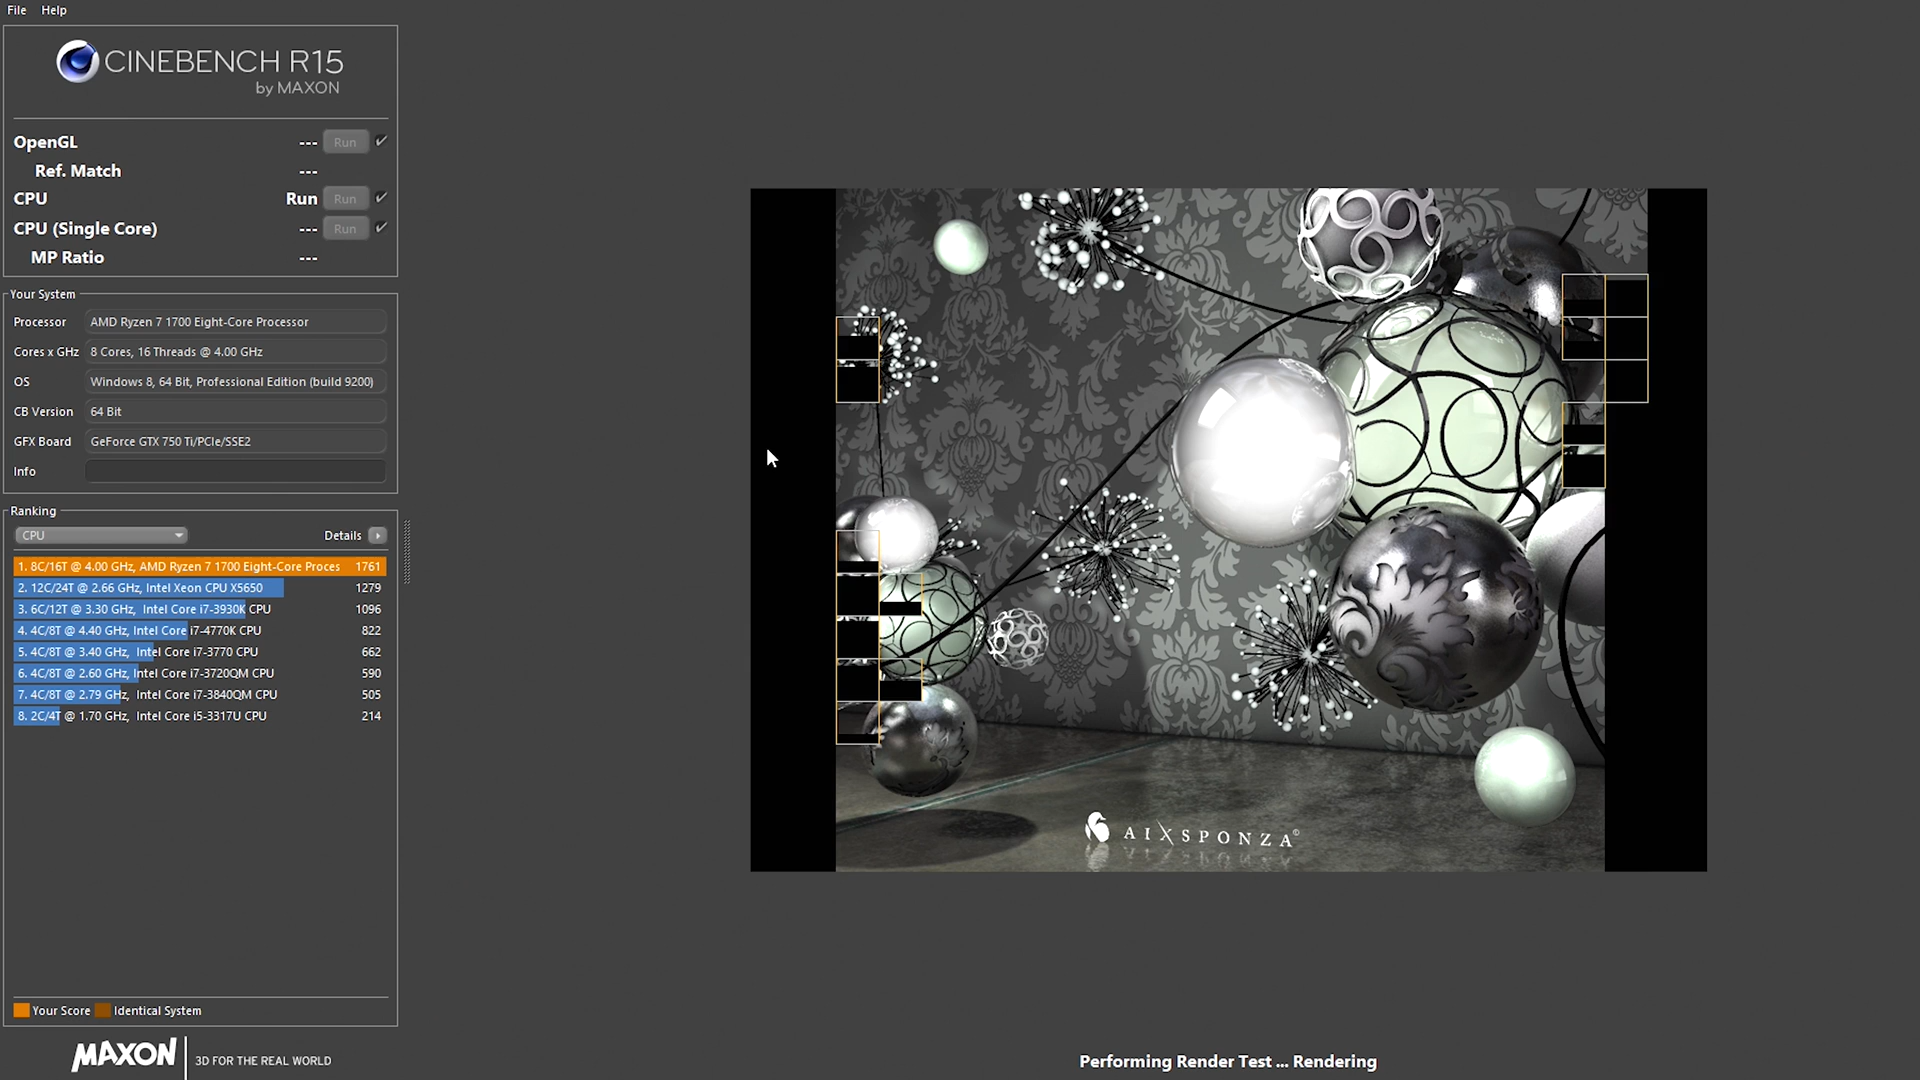 File Help
CINEBENCH R15
by MAXON
OpenGL --- Run
Ref. Match ---
CPU Run Run
CPU (Single Core) --- Run
MP Ratio ---
Your System
Processor AMD Ryzen 7 1700 Eight-Core Processor
Cores x GHz 8 Cores, 16 Threads @ 4.00 GHz
OS Windows 8, 64 Bit, Professional Edition (build 9200)
CB Version 64 Bit
GFX Board GeForce GTX 750 Ti/PCIe/SSE2
Info
Ranking
CPU Details
1. 8C/16T @ 4.00 GHz, AMD Ryzen 7 1700 Eight-Core Proces 1761
2. 12C/24T @ 2.66 GHz, Intel Xeon CPU X5650 1279
3. 6C/12T @ 3.30 GHz, Intel Core i7-3930K CPU 1096
4. 4C/8T @ 4.40 GHz, Intel Core i7-4770K CPU 822
5. 4C/8T @ 3.40 GHz, Intel Core i7-3770 CPU 662
6. 4C/8T @ 2.60 GHz, Intel Core i7-3720QM CPU 590
7. 4C/8T @ 2.79 GHz, Intel Core i7-3840QM CPU 505
8. 2C/4T @ 1.70 GHz, Intel Core i5-3317U CPU 214
AIXSPONZA©
Your Score Identical System
MAXON 3D FOR THE REAL WORLD
Performing Render Test ... Rendering